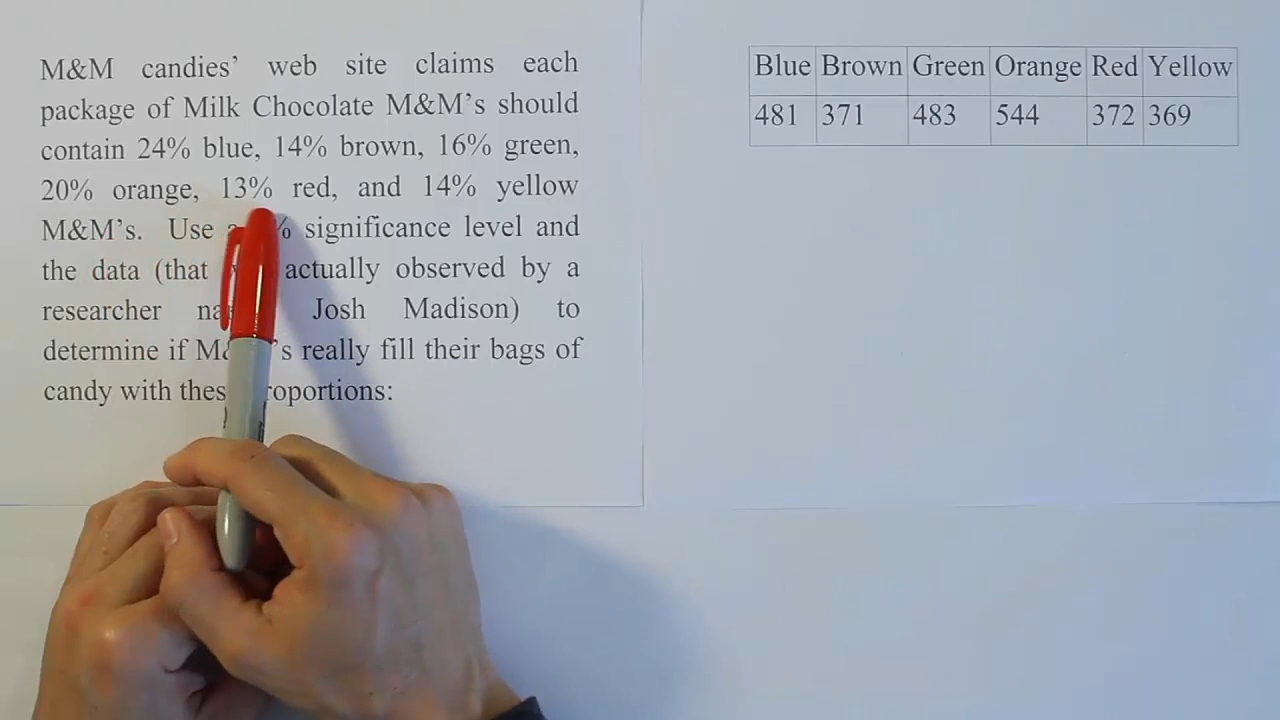 M&M candies’ web site claims each
package of Milk Chocolate M&M’s should
contain 24% blue, 14% brown, 16% green,
20% orange, 13% red, and 14% yellow
M&M’s. Use a % significance level and
the data (that actually observed by a
researcher Josh Madison) to
determine if M&M's really fill their bags of
candy with these proportions:
Blue Brown Green Orange Red Yellow
481 371 483 544 372 369